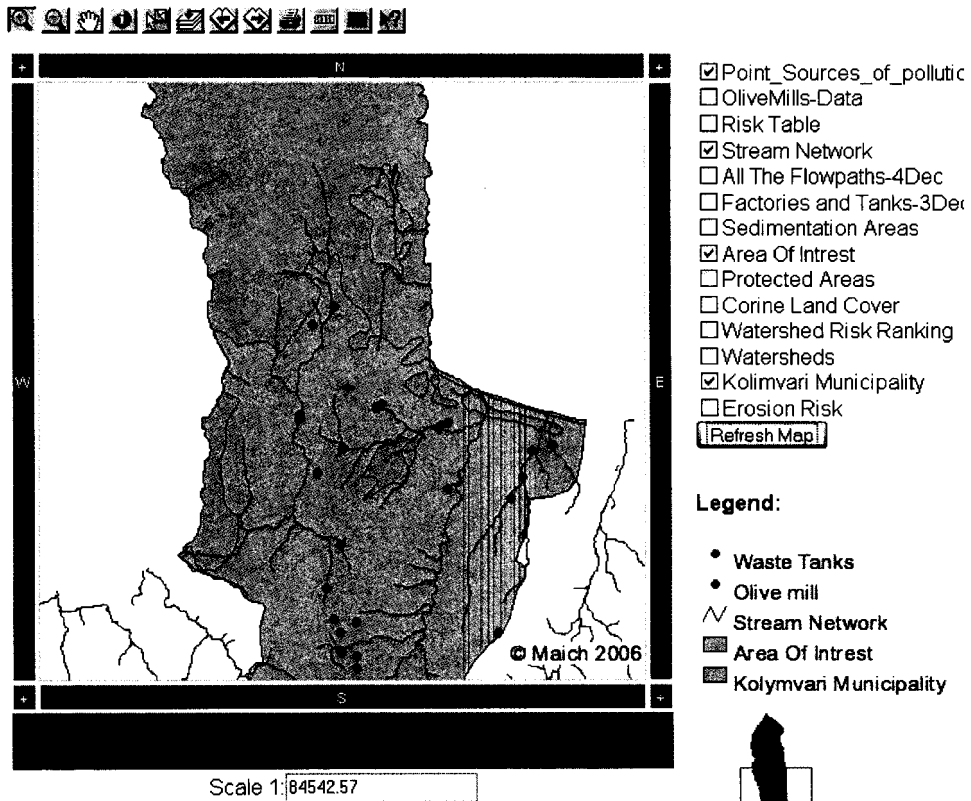 N
Point_Sources_of_pollutic
OliveMills-Data
Risk Table
Stream Network
All The Flowpaths-4Dec
Factories and Tanks-3Dec
Sedimentation Areas
Area Of Intrest
Protected Areas
Corine Land Cover
Watershed Risk Ranking
Watersheds
W
E
Kolimvari Municipality
Erosion Risk
Refresh Map
Legend:
Waste Tanks
Olive mill
Stream Network
© Maich 2006
Area Of Intrest
Kolymvari Municipality
S
Scale 1: 84542.57